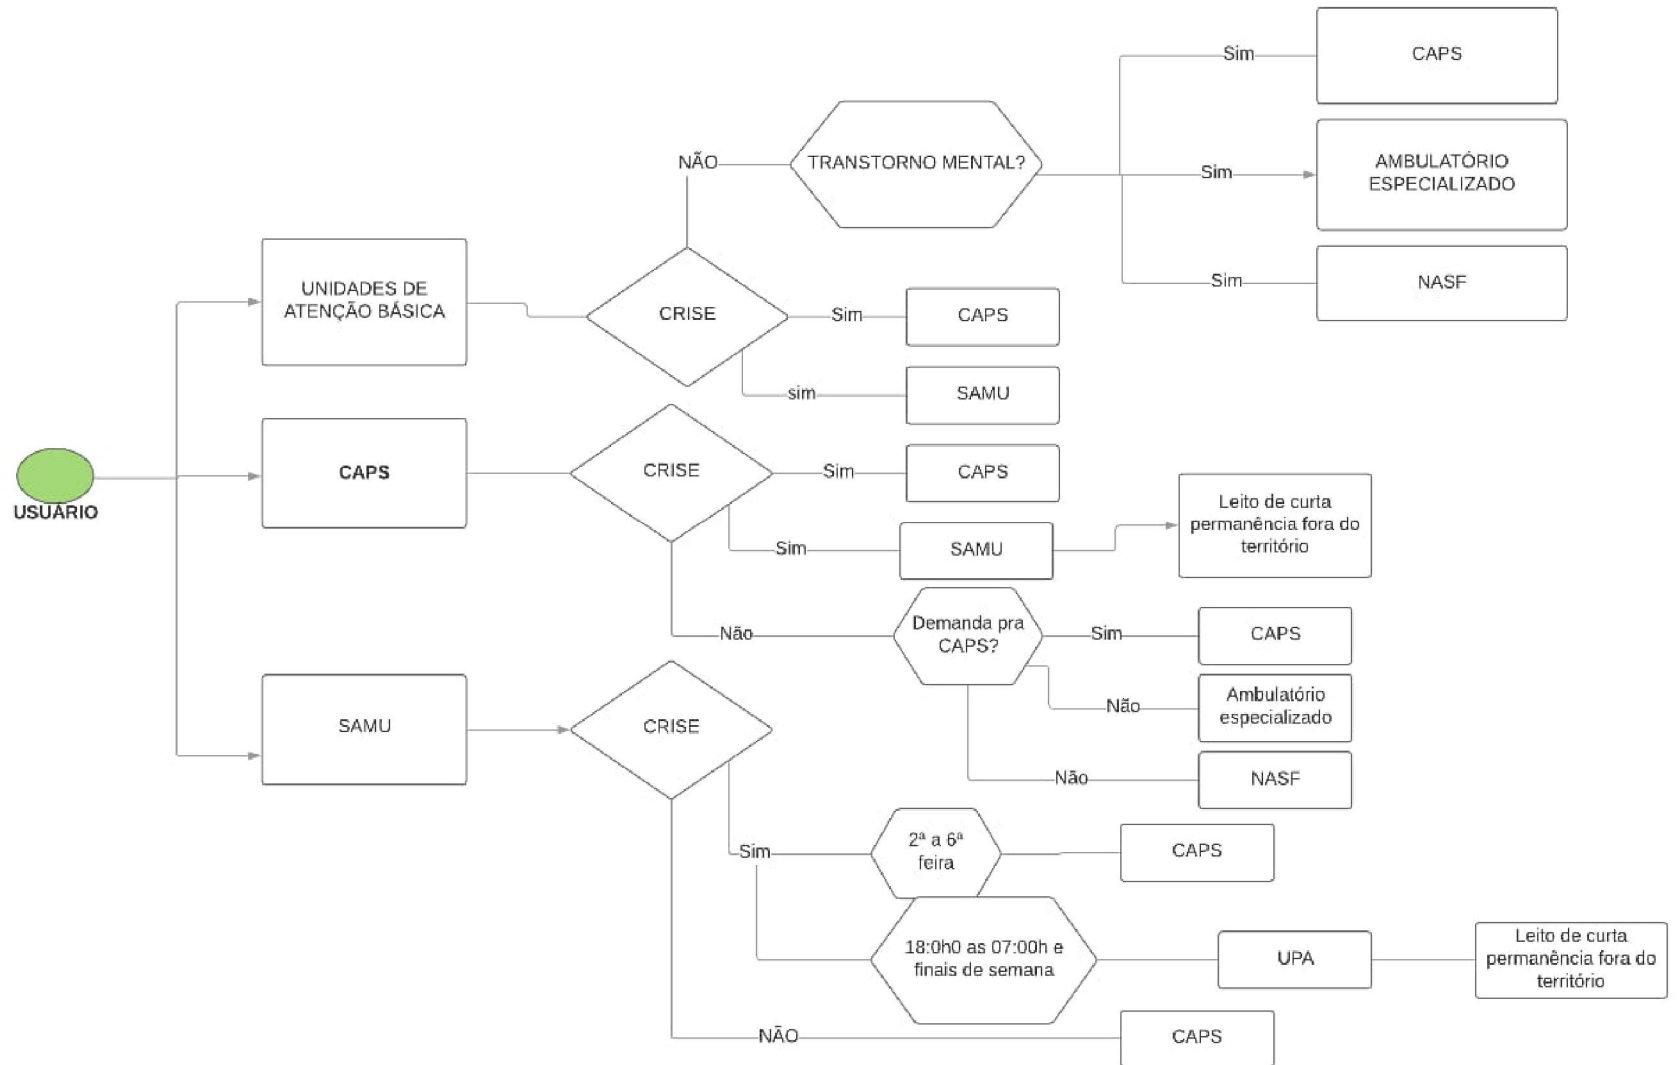 Sim
CAPS
NÃO
TRANSTORNO MENTAL?
Sim
AMBULATÓRIO
ESPECIALIZADO
Sim
NASF
UNIDADES DE
ATENÇÃO BÁSICA
CRISE
Sim
CAPS
sim
SAMU
USUÁRIO
CAPS
CRISE
Sim
CAPS
Sim
SAMU
Leito de curta
permanência fora do
território
Não
Demanda pra
CAPS?
Sim
CAPS
Não
Ambulatório
especializado
Não
NASF
SAMU
CRISE
Sim
2ª a 6ª
feira
CAPS
18:0h0 as 07:00h e
finais de semana
UPA
Leito de curta
permanência fora do
território
NÃO
CAPS